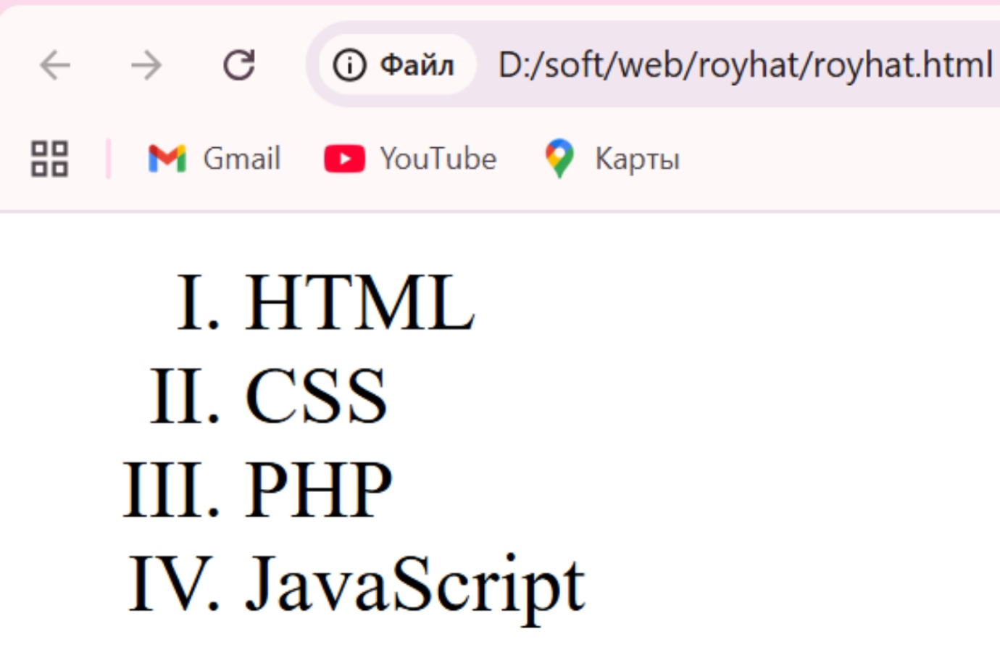 Файл D:/soft/web/royhat/royhat.html
Gmail YouTube Карты
I. HTML
II. CSS
III. PHP
IV. JavaScript